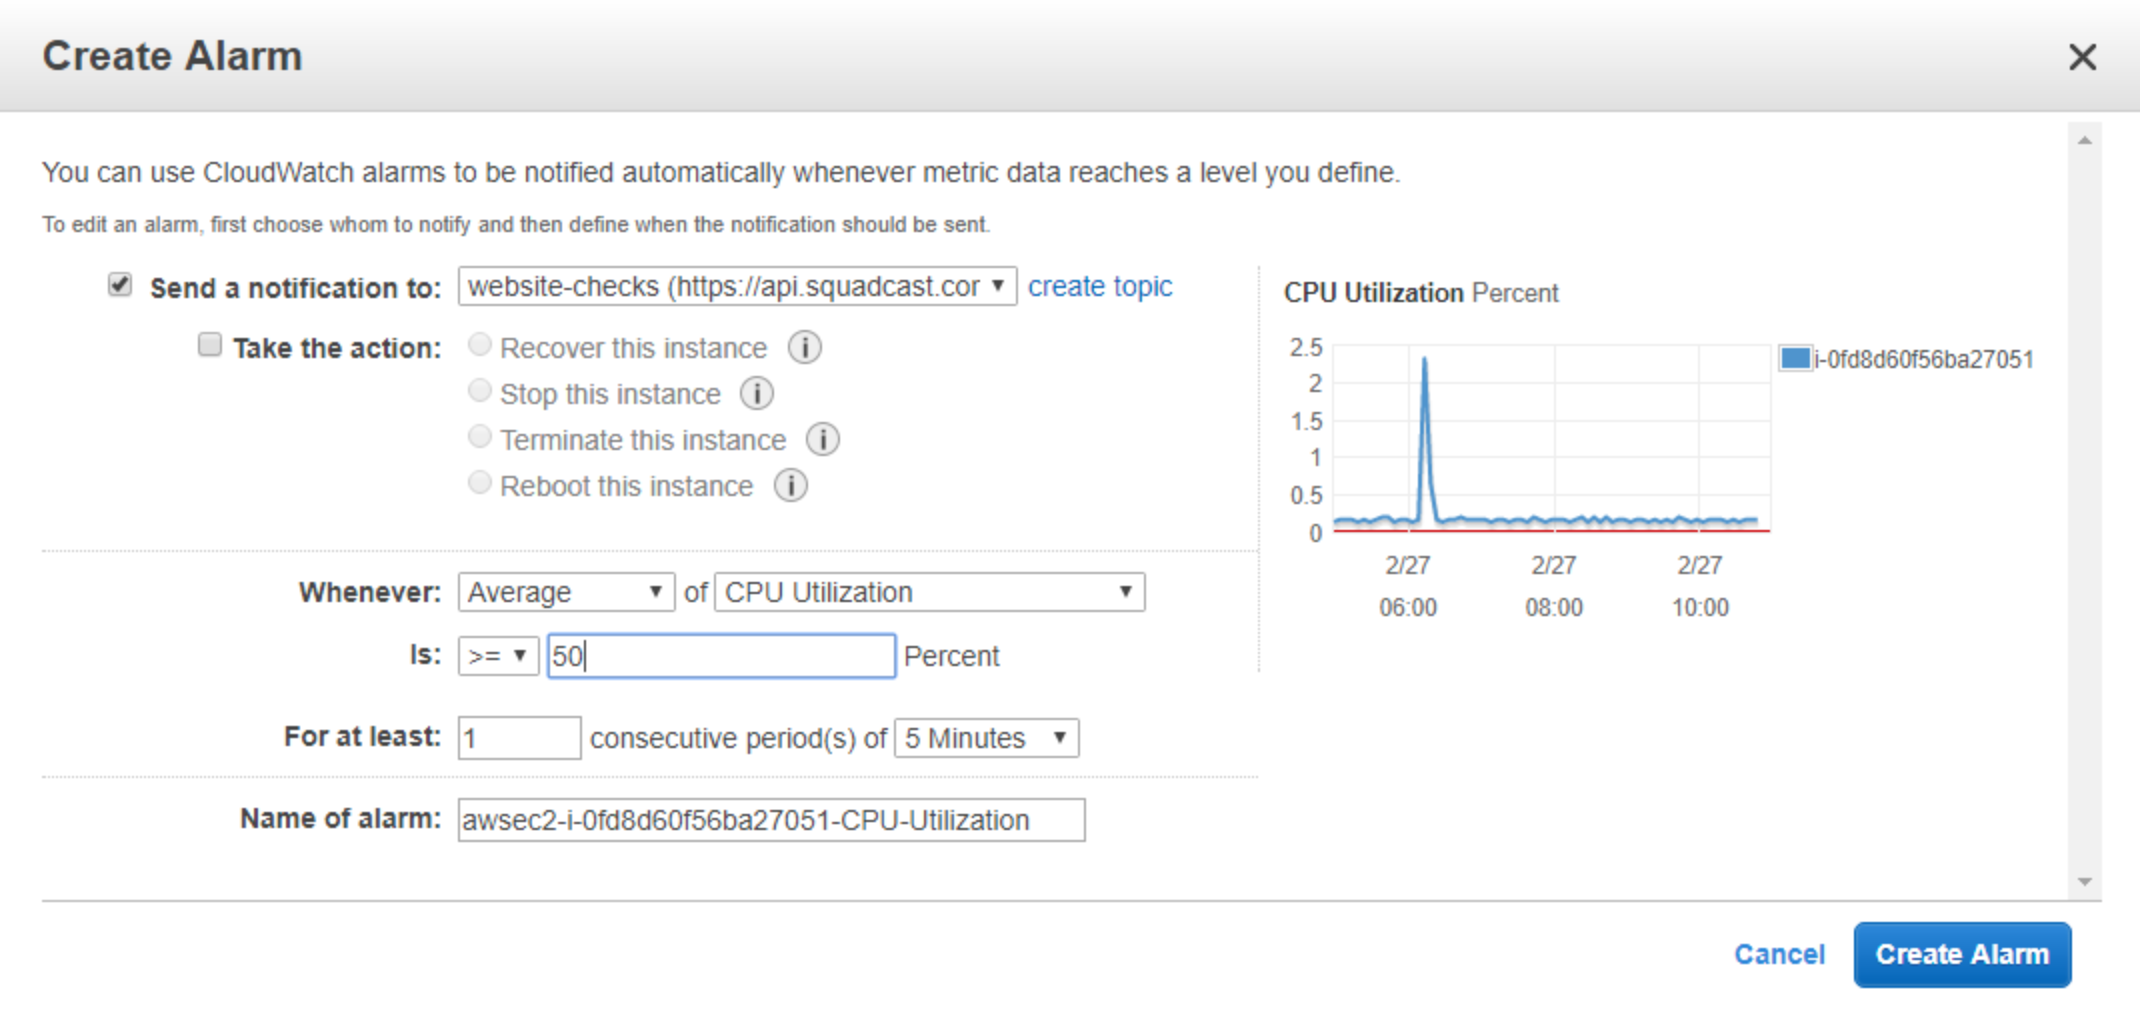 Create Alarm
You can use CloudWatch alarms to be notified automatically whenever metric data reaches a level you define.
To edit an alarm, first choose whom to notify and then define when the notification should be sent.
Send a notification to: website-checks (https://api.squadcast.cor create topic
Take the action: Recover this instance i
Stop this instance i
Terminate this instance i
Reboot this instance i
Whenever: Average of CPU Utilization
Is: >= 50 Percent
For at least: 1 consecutive period(s) of 5 Minutes
Name of alarm: awsec2-i-0fd8d60f56ba27051-CPU-Utilization
CPU Utilization Percent
2.5
2
1.5
1
0.5
0
2/27 2/27 2/27
06:00 08:00 10:00
i-0fd8d60f56ba27051
Cancel Create Alarm